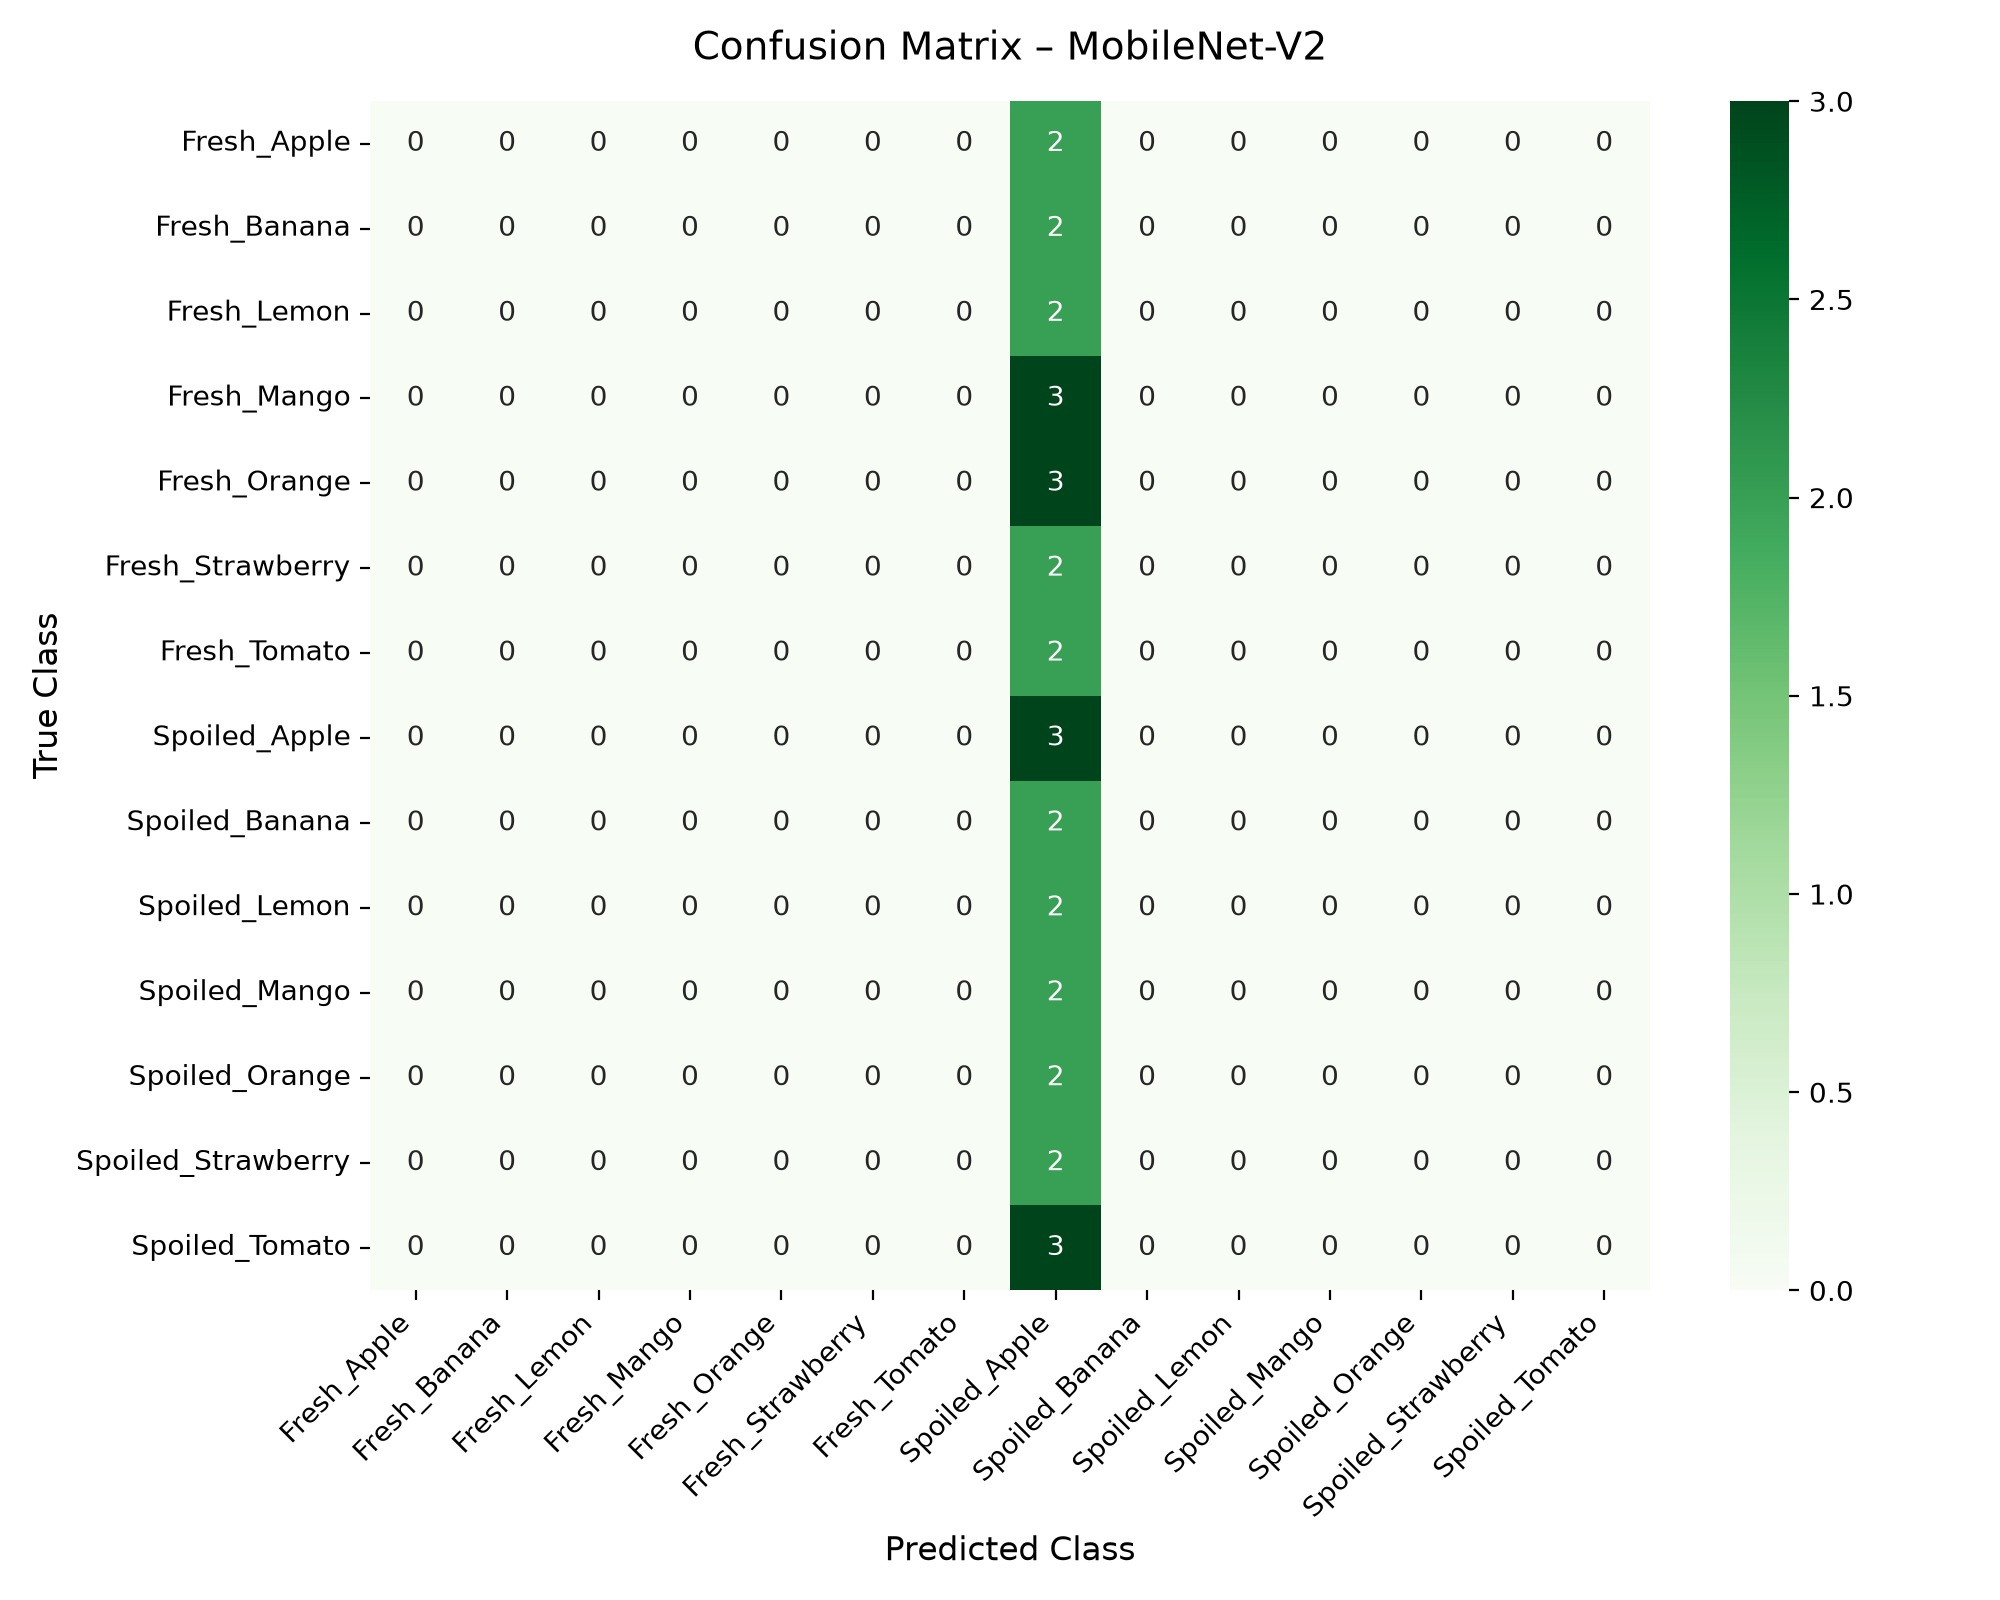 Confusion Matrix – MobileNet-V2
True Class
Fresh_Apple 0 0 0 0 0 0 0 2 0 0 0 0 0 0
Fresh_Banana 0 0 0 0 0 0 0 2 0 0 0 0 0 0
Fresh_Lemon 0 0 0 0 0 0 0 2 0 0 0 0 0 0
Fresh_Mango 0 0 0 0 0 0 0 3 0 0 0 0 0 0
Fresh_Orange 0 0 0 0 0 0 0 3 0 0 0 0 0 0
Fresh_Strawberry 0 0 0 0 0 0 0 2 0 0 0 0 0 0
Fresh_Tomato 0 0 0 0 0 0 0 2 0 0 0 0 0 0
Spoiled_Apple 0 0 0 0 0 0 0 3 0 0 0 0 0 0
Spoiled_Banana 0 0 0 0 0 0 0 2 0 0 0 0 0 0
Spoiled_Lemon 0 0 0 0 0 0 0 2 0 0 0 0 0 0
Spoiled_Mango 0 0 0 0 0 0 0 2 0 0 0 0 0 0
Spoiled_Orange 0 0 0 0 0 0 0 2 0 0 0 0 0 0
Spoiled_Strawberry 0 0 0 0 0 0 0 2 0 0 0 0 0 0
Spoiled_Tomato 0 0 0 0 0 0 0 3 0 0 0 0 0 0
Fresh_Apple
Fresh_Banana
Fresh_Lemon
Fresh_Mango
Fresh_Orange
Fresh_Strawberry
Fresh_Tomato
Spoiled_Apple
Spoiled_Banana
Spoiled_Lemon
Spoiled_Mango
Spoiled_Orange
Spoiled_Strawberry
Spoiled_Tomato
Predicted Class
3.0
2.5
2.0
1.5
1.0
0.5
0.0